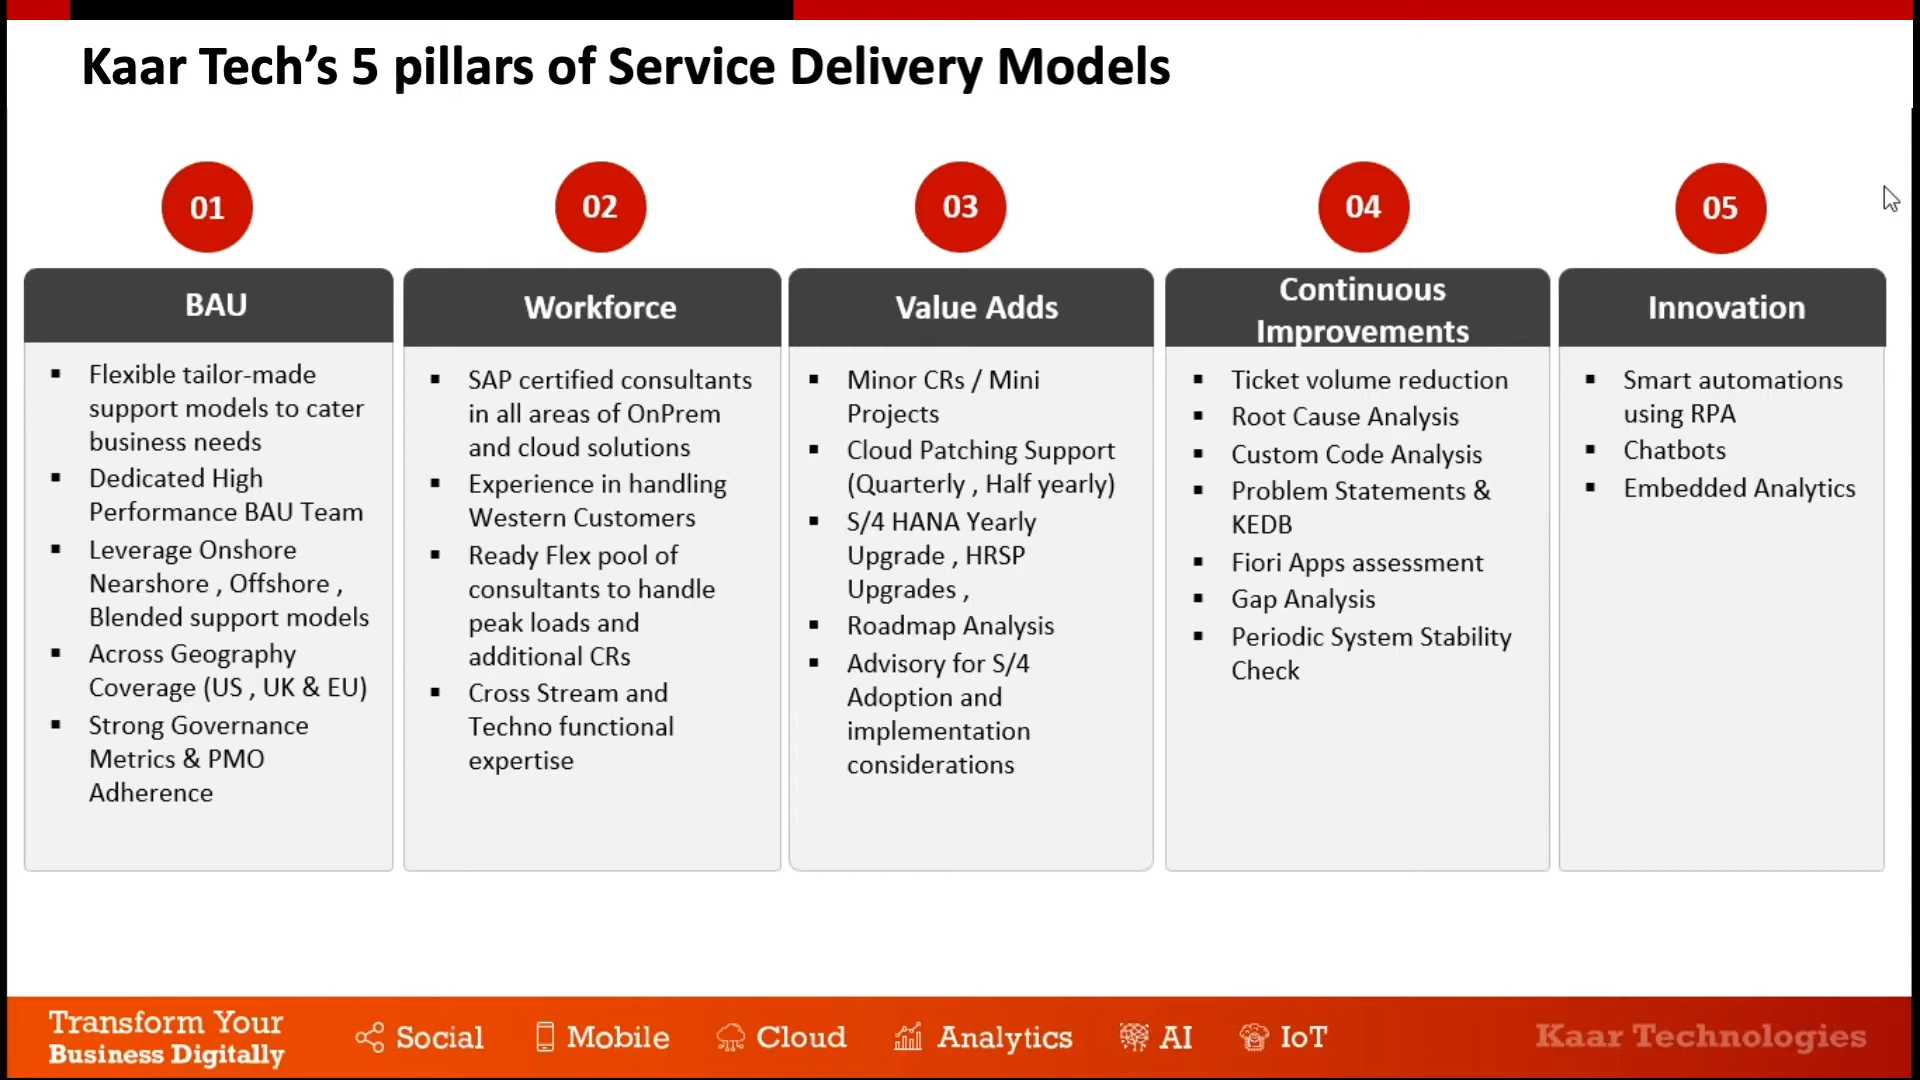 Kaar Tech’s 5 pillars of Service Delivery Models
01
BAU
▪ Flexible tailor-made
support models to cater
business needs
▪ Dedicated High
Performance BAU Team
▪ Leverage Onshore
Nearshore , Offshore ,
Blended support models
▪ Across Geography
Coverage (US , UK & EU)
▪ Strong Governance
Metrics & PMO
Adherence
02
Workforce
▪ SAP certified consultants
in all areas of OnPrem
and cloud solutions
▪ Experience in handling
Western Customers
▪ Ready Flex pool of
consultants to handle
peak loads and
additional CRs
▪ Cross Stream and
Techno functional
expertise
03
Value Adds
▪ Minor CRs / Mini
Projects
▪ Cloud Patching Support
(Quarterly , Half yearly)
▪ S/4 HANA Yearly
Upgrade , HRSP
Upgrades ,
▪ Roadmap Analysis
▪ Advisory for S/4
Adoption and
implementation
considerations
04
Continuous
Improvements
▪ Ticket volume reduction
▪ Root Cause Analysis
▪ Custom Code Analysis
▪ Problem Statements &
KEDB
▪ Fiori Apps assessment
▪ Gap Analysis
▪ Periodic System Stability
Check
05
Innovation
▪ Smart automations
using RPA
▪ Chatbots
▪ Embedded Analytics
Transform Your
Business Digitally
Social
Mobile
Cloud
Analytics
AI
IoT
Kaar Technologies